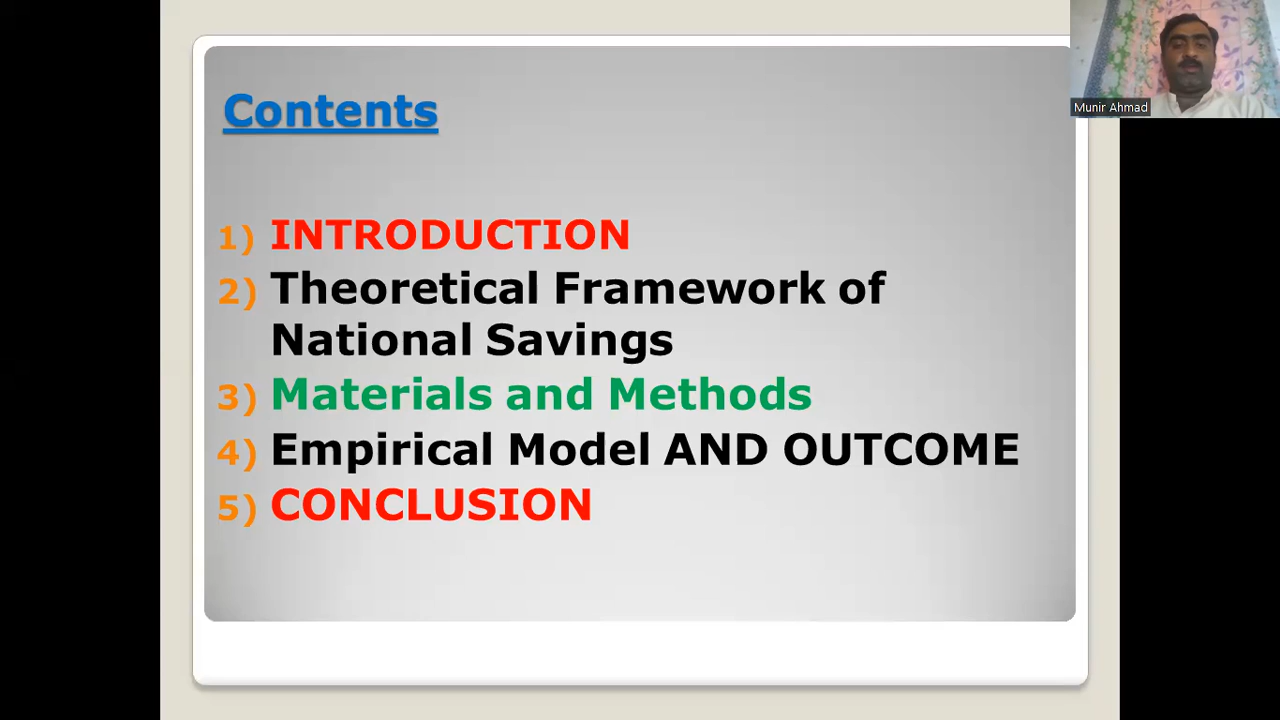 Contents
1) INTRODUCTION
2) Theoretical Framework of
National Savings
3) Materials and Methods
4) Empirical Model AND OUTCOME
5) CONCLUSION
Munir Ahmad